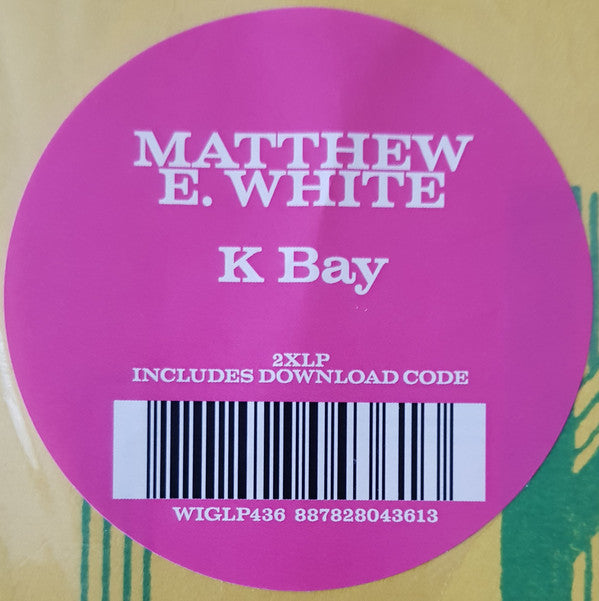 MATTHEW
E. WHITE
K Bay
2XLP
INCLUDES DOWNLOAD CODE
WIGLP436 887828043613